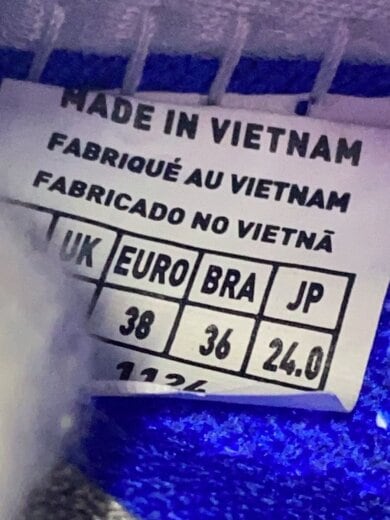 MADE IN VIETNAM
FABRIQUÉ AU VIETNAM
FABRICADO NO VIETNÃ
UK EURO BRA JP
38 36 24.0